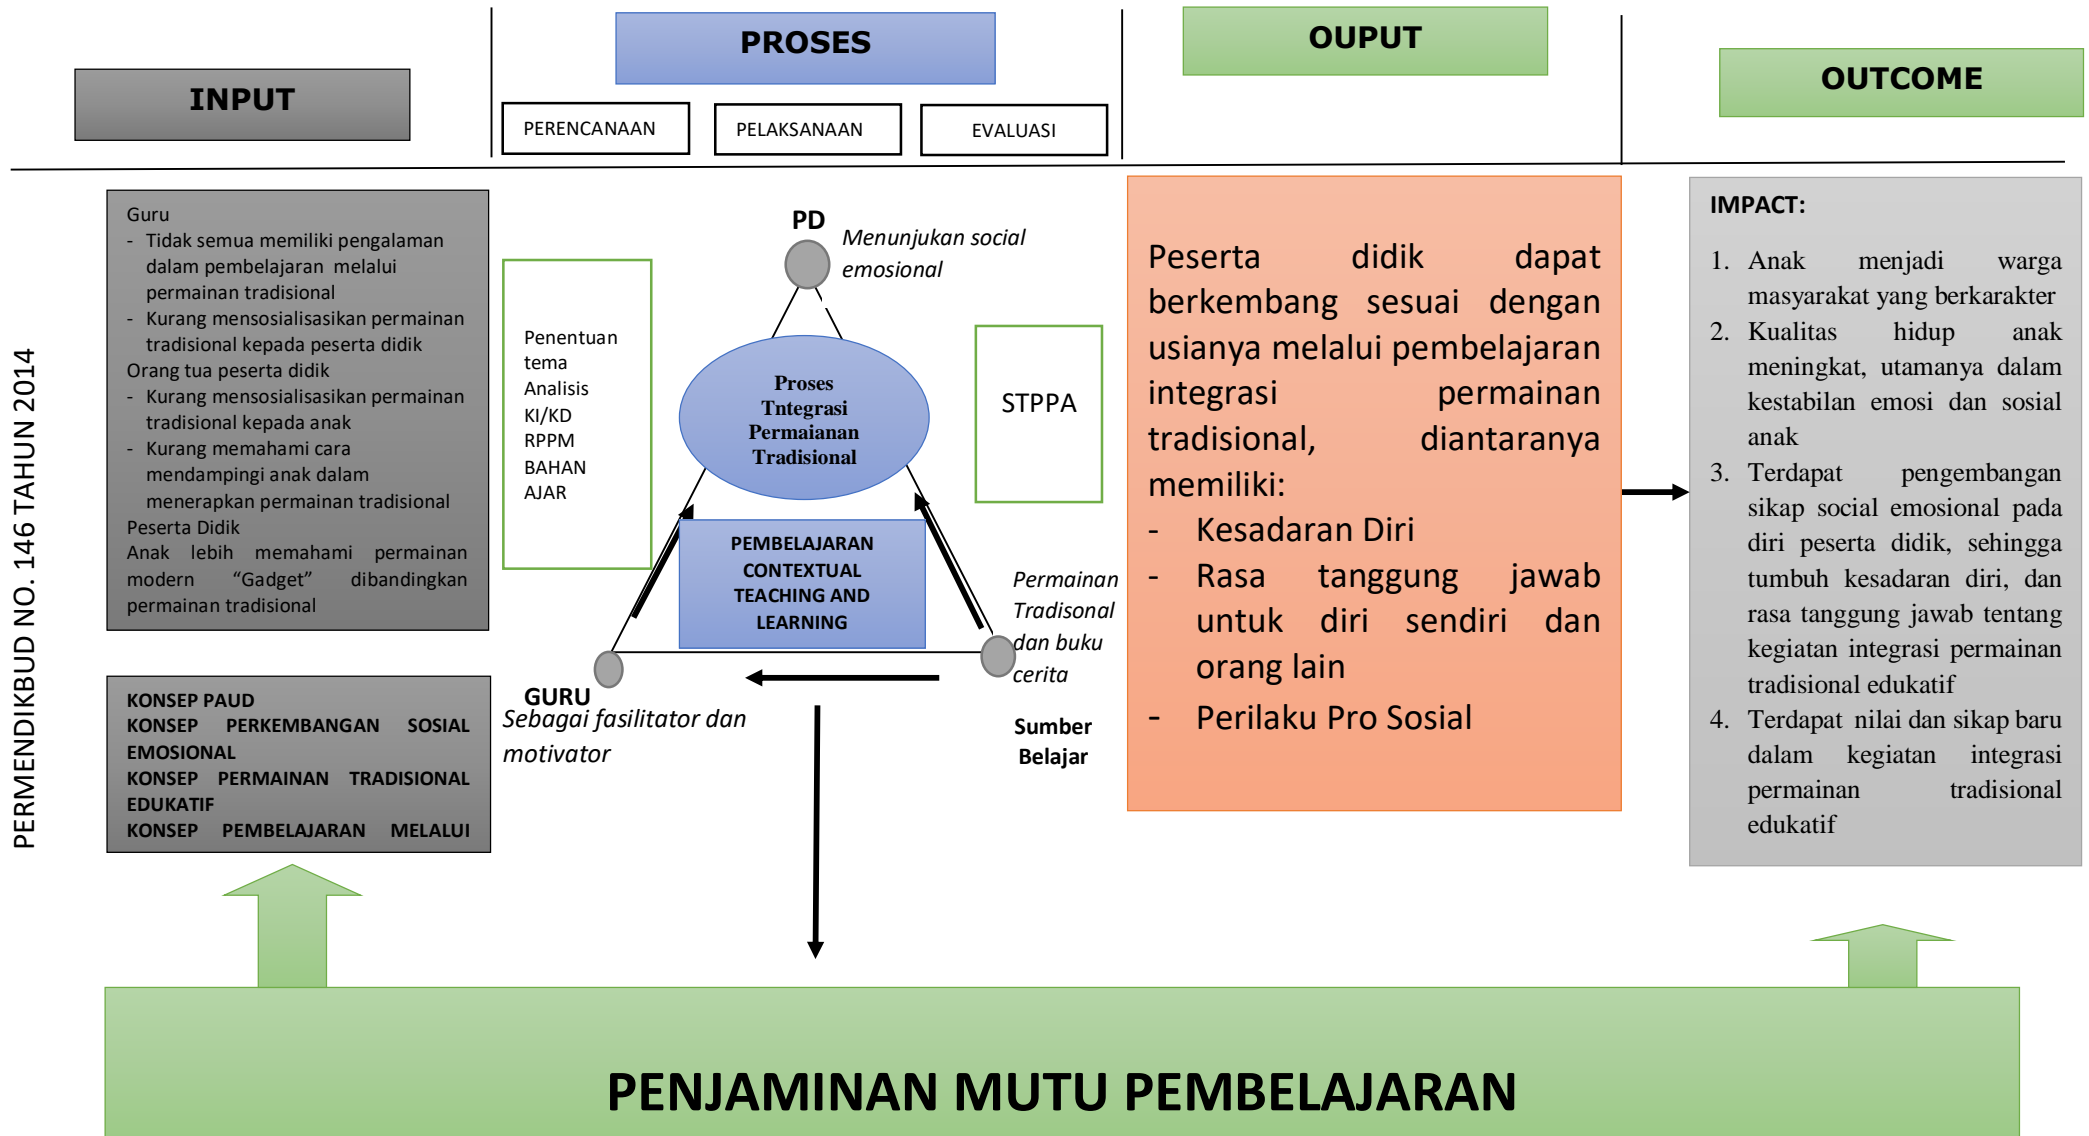 INPUT
PROSES
PERENCANAAN
PELAKSANAAN
EVALUASI
OUPUT
OUTCOME
PERMENDIKBUD NO. 146 TAHUN 2014
Guru
- Tidak semua memiliki pengalaman
dalam pembelajaran melalui
permainan tradisional
- Kurang mensosialisasikan permainan
tradisional kepada peserta didik
Orang tua peserta didik
- Kurang mensosialisasikan permainan
tradisional kepada anak
- Kurang memahami cara
mendampingi anak dalam
menerapkan permainan tradisional
Peserta Didik
Anak lebih memahami permainan
modern “Gadget” dibandingkan
permainan tradisional
KONSEP PAUD
KONSEP PERKEMBANGAN SOSIAL
EMOSIONAL
KONSEP PERMAINAN TRADISIONAL
EDUKATIF
KONSEP PEMBELAJARAN MELALUI
Penentuan
tema
Analisis
KI/KD
RPPM
BAHAN
AJAR
PD
Menunjukan social
emosional
Proses
Tntegrasi
Permaianan
Tradisional
PEMBELAJARAN
CONTEXTUAL
TEACHING AND
LEARNING
STPPA
GURU
Sebagai fasilitator dan
motivator
Permainan
Tradisonal
dan buku
cerita
Sumber
Belajar
Peserta didik dapat
berkembang sesuai dengan
usianya melalui pembelajaran
integrasi permainan
tradisional, diantaranya
memiliki:
- Kesadaran Diri
- Rasa tanggung jawab
untuk diri sendiri dan
orang lain
- Perilaku Pro Sosial
IMPACT:
1. Anak menjadi warga
masyarakat yang berkarakter
2. Kualitas hidup anak
meningkat, utamanya dalam
kestabilan emosi dan sosial
anak
3. Terdapat pengembangan
sikap social emosional pada
diri peserta didik, sehingga
tumbuh kesadaran diri, dan
rasa tanggung jawab tentang
kegiatan integrasi permainan
tradisional edukatif
4. Terdapat nilai dan sikap baru
dalam kegiatan integrasi
permainan tradisional
edukatif
PENJAMINAN MUTU PEMBELAJARAN